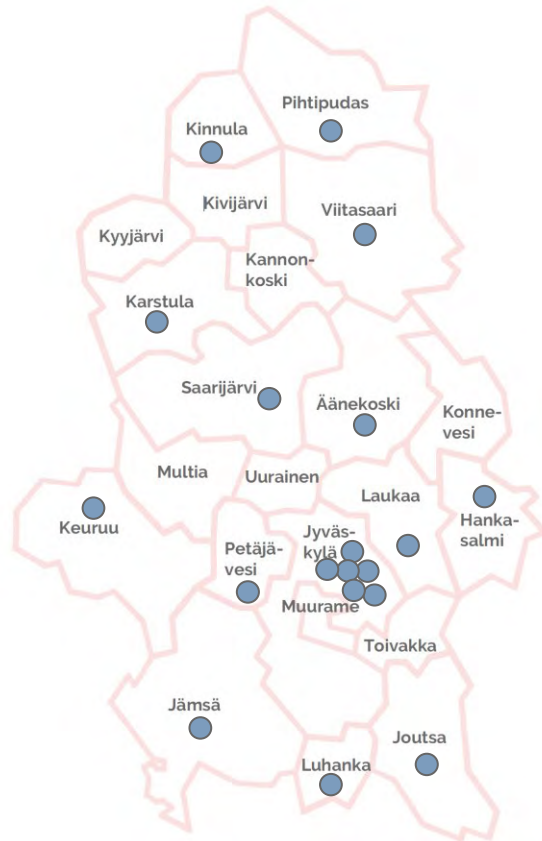 Pihtipudas
Kinnula
Kivijärvi
Viitasaari
Kyyjärvi
Kannon-
koski
Karstula
Saarijärvi
Äänekoski
Konne-
vesi
Multia
Uurainen
Laukaa
Keuruu
Hanka-
salmi
Jyväs-
kylä
Petäjä-
vesi
Muurame
Toivakka
Jämsä
Joutsa
Luhanka